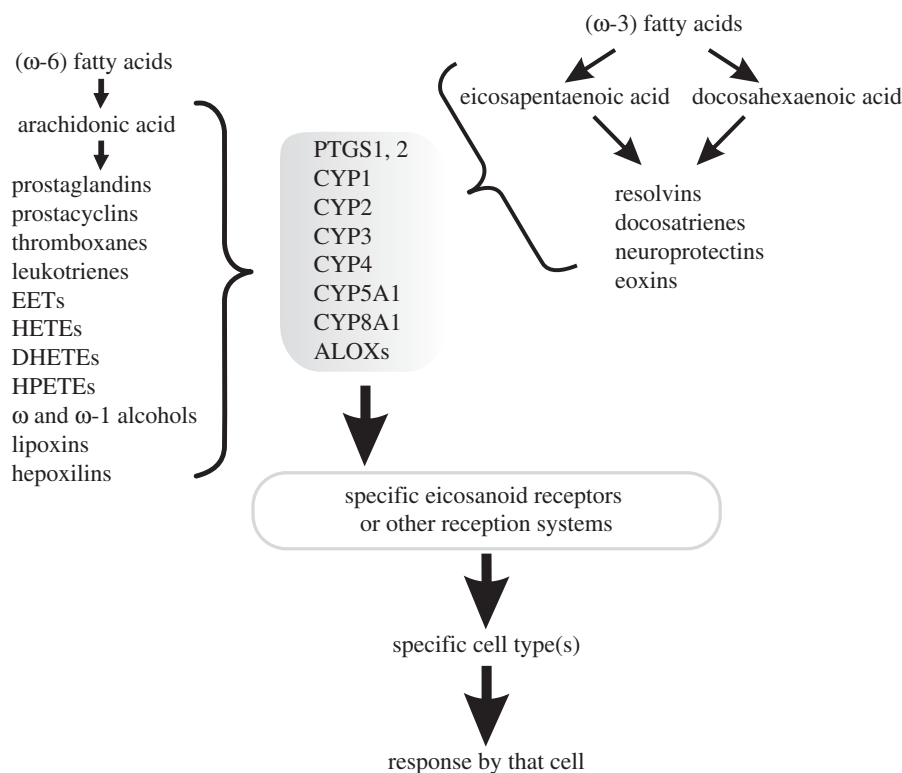 (ω-6) fatty acids
arachidonic acid
prostaglandins
prostacyclins
thromboxanes
leukotrienes
EETs
HETEs
DHETEs
HPETEs
ω and ω-1 alcohols
lipoxins
hepoxilins
PTGS1, 2
CYP1
CYP2
CYP3
CYP4
CYP5A1
CYP8A1
ALOXs
(ω-3) fatty acids
eicosapentaenoic acid docosahexaenoic acid
resolvins
docosatrienes
neuroprotectins
eoxins
specific eicosanoid receptors
or other reception systems
specific cell type(s)
response by that cell